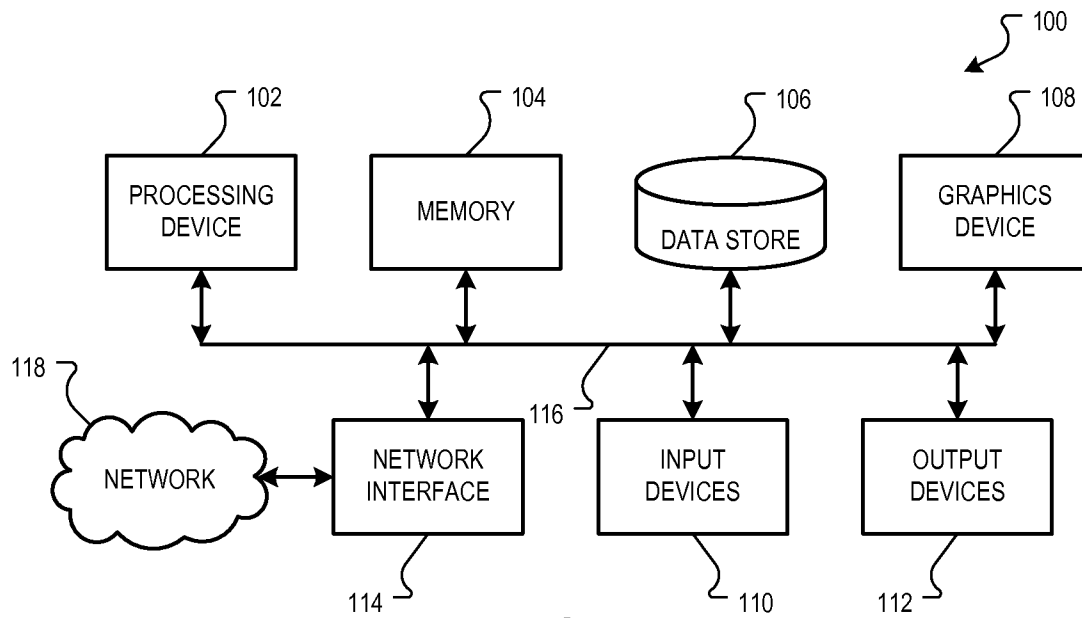 100
102
104
106
108
PROCESSING
DEVICE
MEMORY
DATA STORE
GRAPHICS
DEVICE
118
116
NETWORK
NETWORK
INTERFACE
INPUT
DEVICES
OUTPUT
DEVICES
114
110
112